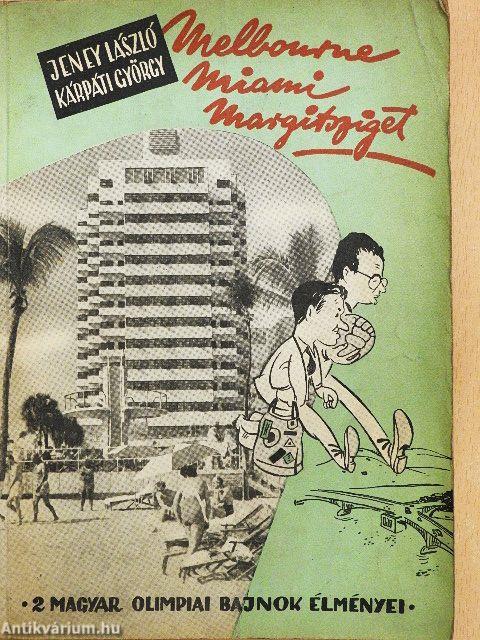 JENEY LÁSZLÓ
KÁRPÁTI GYÖRGY
Melbourne
Miami
Margitsziget
• 2 MAGYAR OLIMPIAI BAJNOK ÉLMÉNYEI •
Antikvárium.hu